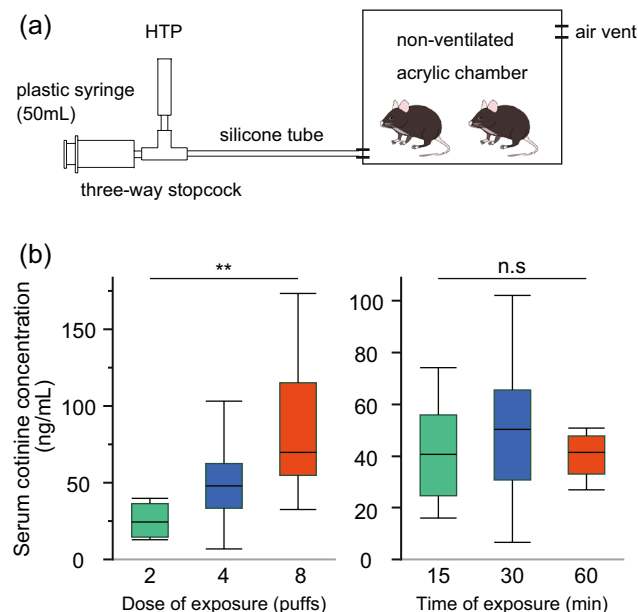 (a)
HTP
plastic syringe
(50mL)
silicone tube
three-way stopcock
non-ventilated
acrylic chamber
air vent
(b)
Serum cotinine concentration
(ng/mL)
**
150
100
50
0
2 4 8
Dose of exposure (puffs)
n.s
100
80
60
40
20
0
15 30 60
Time of exposure (min)